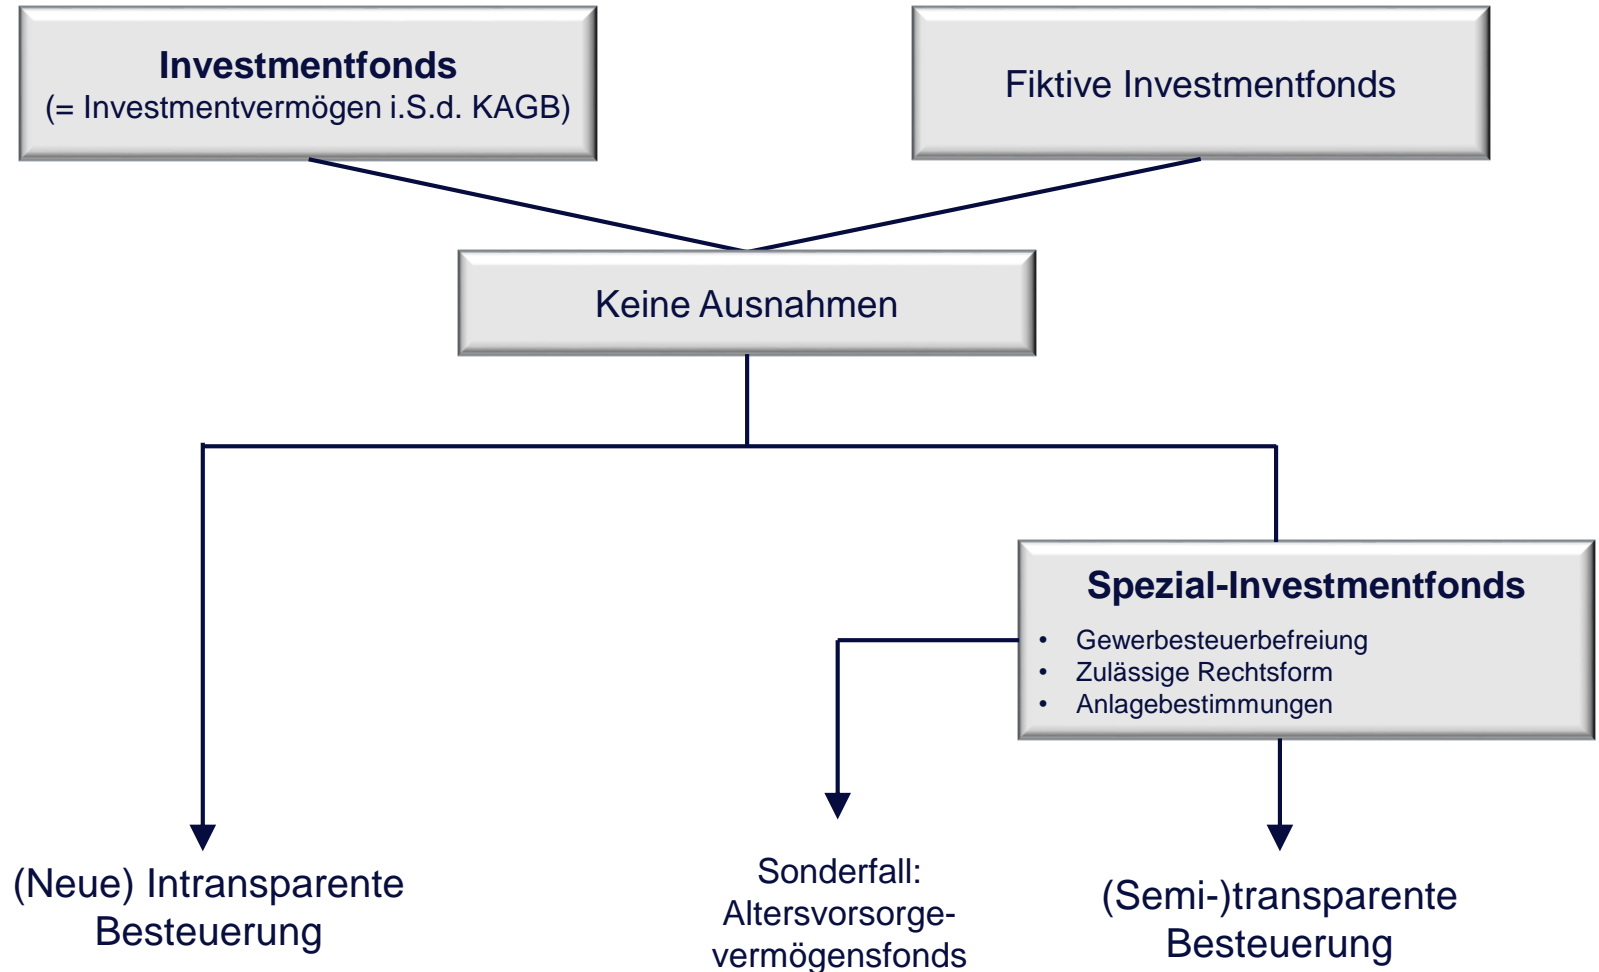 Investmentfonds
(= Investmentvermögen i.S.d. KAGB)
Fiktive Investmentfonds
Keine Ausnahmen
Spezial-Investmentfonds
• Gewerbesteuerbefreiung
• Zulässige Rechtsform
• Anlagebestimmungen
(Neue) Intransparente
Besteuerung
Sonderfall:
Altersvorsorge-
vermögensfonds
(Semi-)transparente
Besteuerung